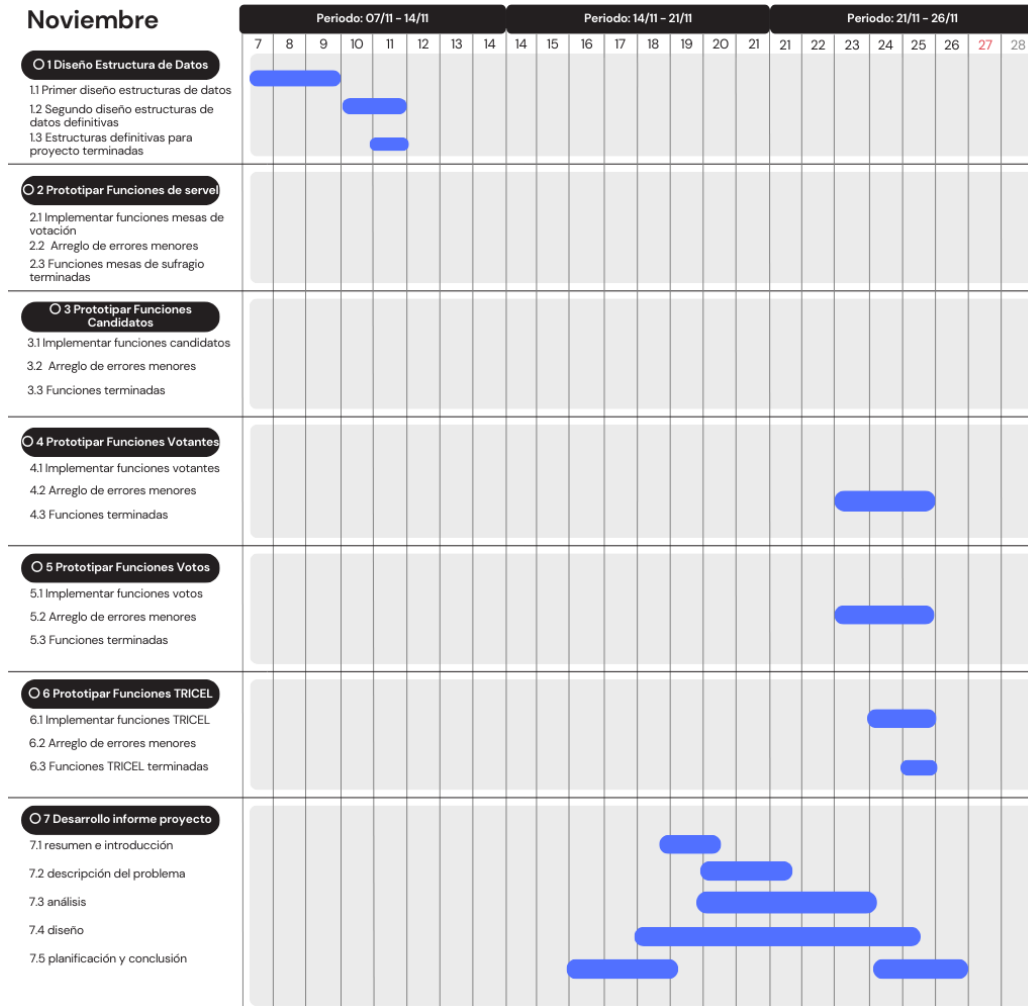 Noviembre
Periodo: 07/11 - 14/11
Periodo: 14/11 - 21/11
Periodo: 21/11 - 26/11
7 8 9 10 11 12 13 14 14 15 16 17 18 19 20 21 21 22 23 24 25 26 27 28
1 Diseño Estructura de Datos
1.1 Primer diseño estructuras de datos
1.2 Segundo diseño estructuras de
datos definitivas
1.3 Estructuras definitivas para
proyecto terminadas
2 Prototipar Funciones de servel
2.1 Implementar funciones mesas de
votación
2.2 Arreglo de errores menores
2.3 Funciones mesas de sufragio
terminadas
3 Prototipar Funciones
Candidatos
3.1 Implementar funciones candidatos
3.2 Arreglo de errores menores
3.3 Funciones terminadas
4 Prototipar Funciones Votantes
4.1 Implementar funciones votantes
4.2 Arreglo de errores menores
4.3 Funciones terminadas
5 Prototipar Funciones Votos
5.1 Implementar funciones votos
5.2 Arreglo de errores menores
5.3 Funciones terminadas
6 Prototipar Funciones TRICEL
6.1 Implementar funciones TRICEL
6.2 Arreglo de errores menores
6.3 Funciones TRICEL terminadas
7 Desarrollo informe proyecto
7.1 resumen e introducción
7.2 descripción del problema
7.3 análisis
7.4 diseño
7.5 planificación y conclusión